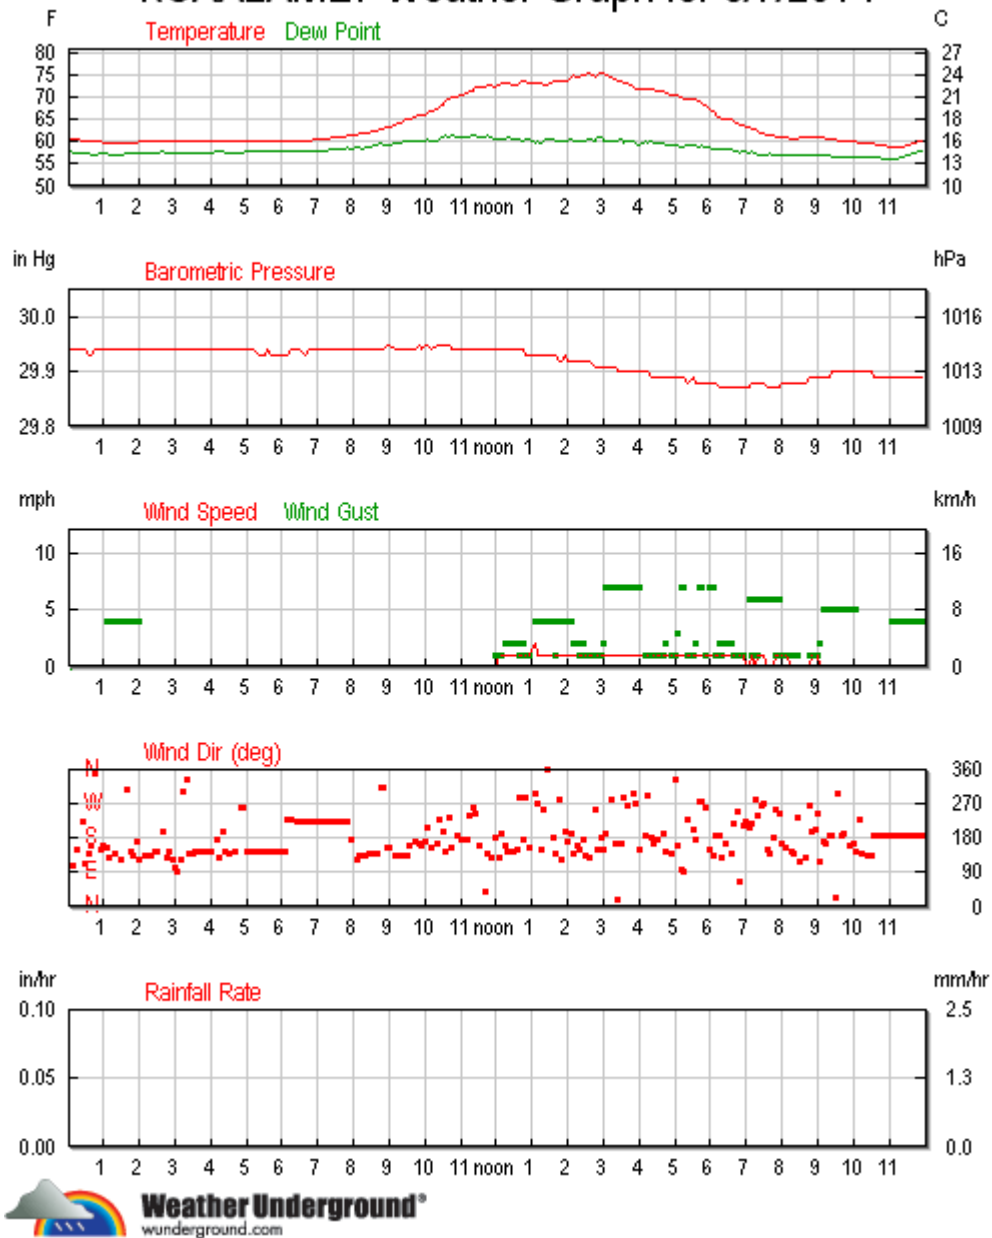 Weather Graph for
F C
Temperature Dew Point
80 27
75 24
70 21
65 18
60 16
55 13
50 10
1 2 3 4 5 6 7 8 9 10 11 noon 1 2 3 4 5 6 7 8 9 10 11
in Hg hPa
Barometric Pressure
30.0 1016
29.9 1013
29.8 1009
1 2 3 4 5 6 7 8 9 10 11 noon 1 2 3 4 5 6 7 8 9 10 11
mph km/h
Wind Speed Wind Gust
10 16
5 8
0 0
1 2 3 4 5 6 7 8 9 10 11 noon 1 2 3 4 5 6 7 8 9 10 11
Wind Dir (deg)
N 360
W 270
S 180
E 90
N 0
1 2 3 4 5 6 7 8 9 10 11 noon 1 2 3 4 5 6 7 8 9 10 11
in/hr mm/hr
Rainfall Rate
0.10 2.5
0.05 1.3
0.00 0.0
1 2 3 4 5 6 7 8 9 10 11 noon 1 2 3 4 5 6 7 8 9 10 11
Weather Underground®
wunderground.com